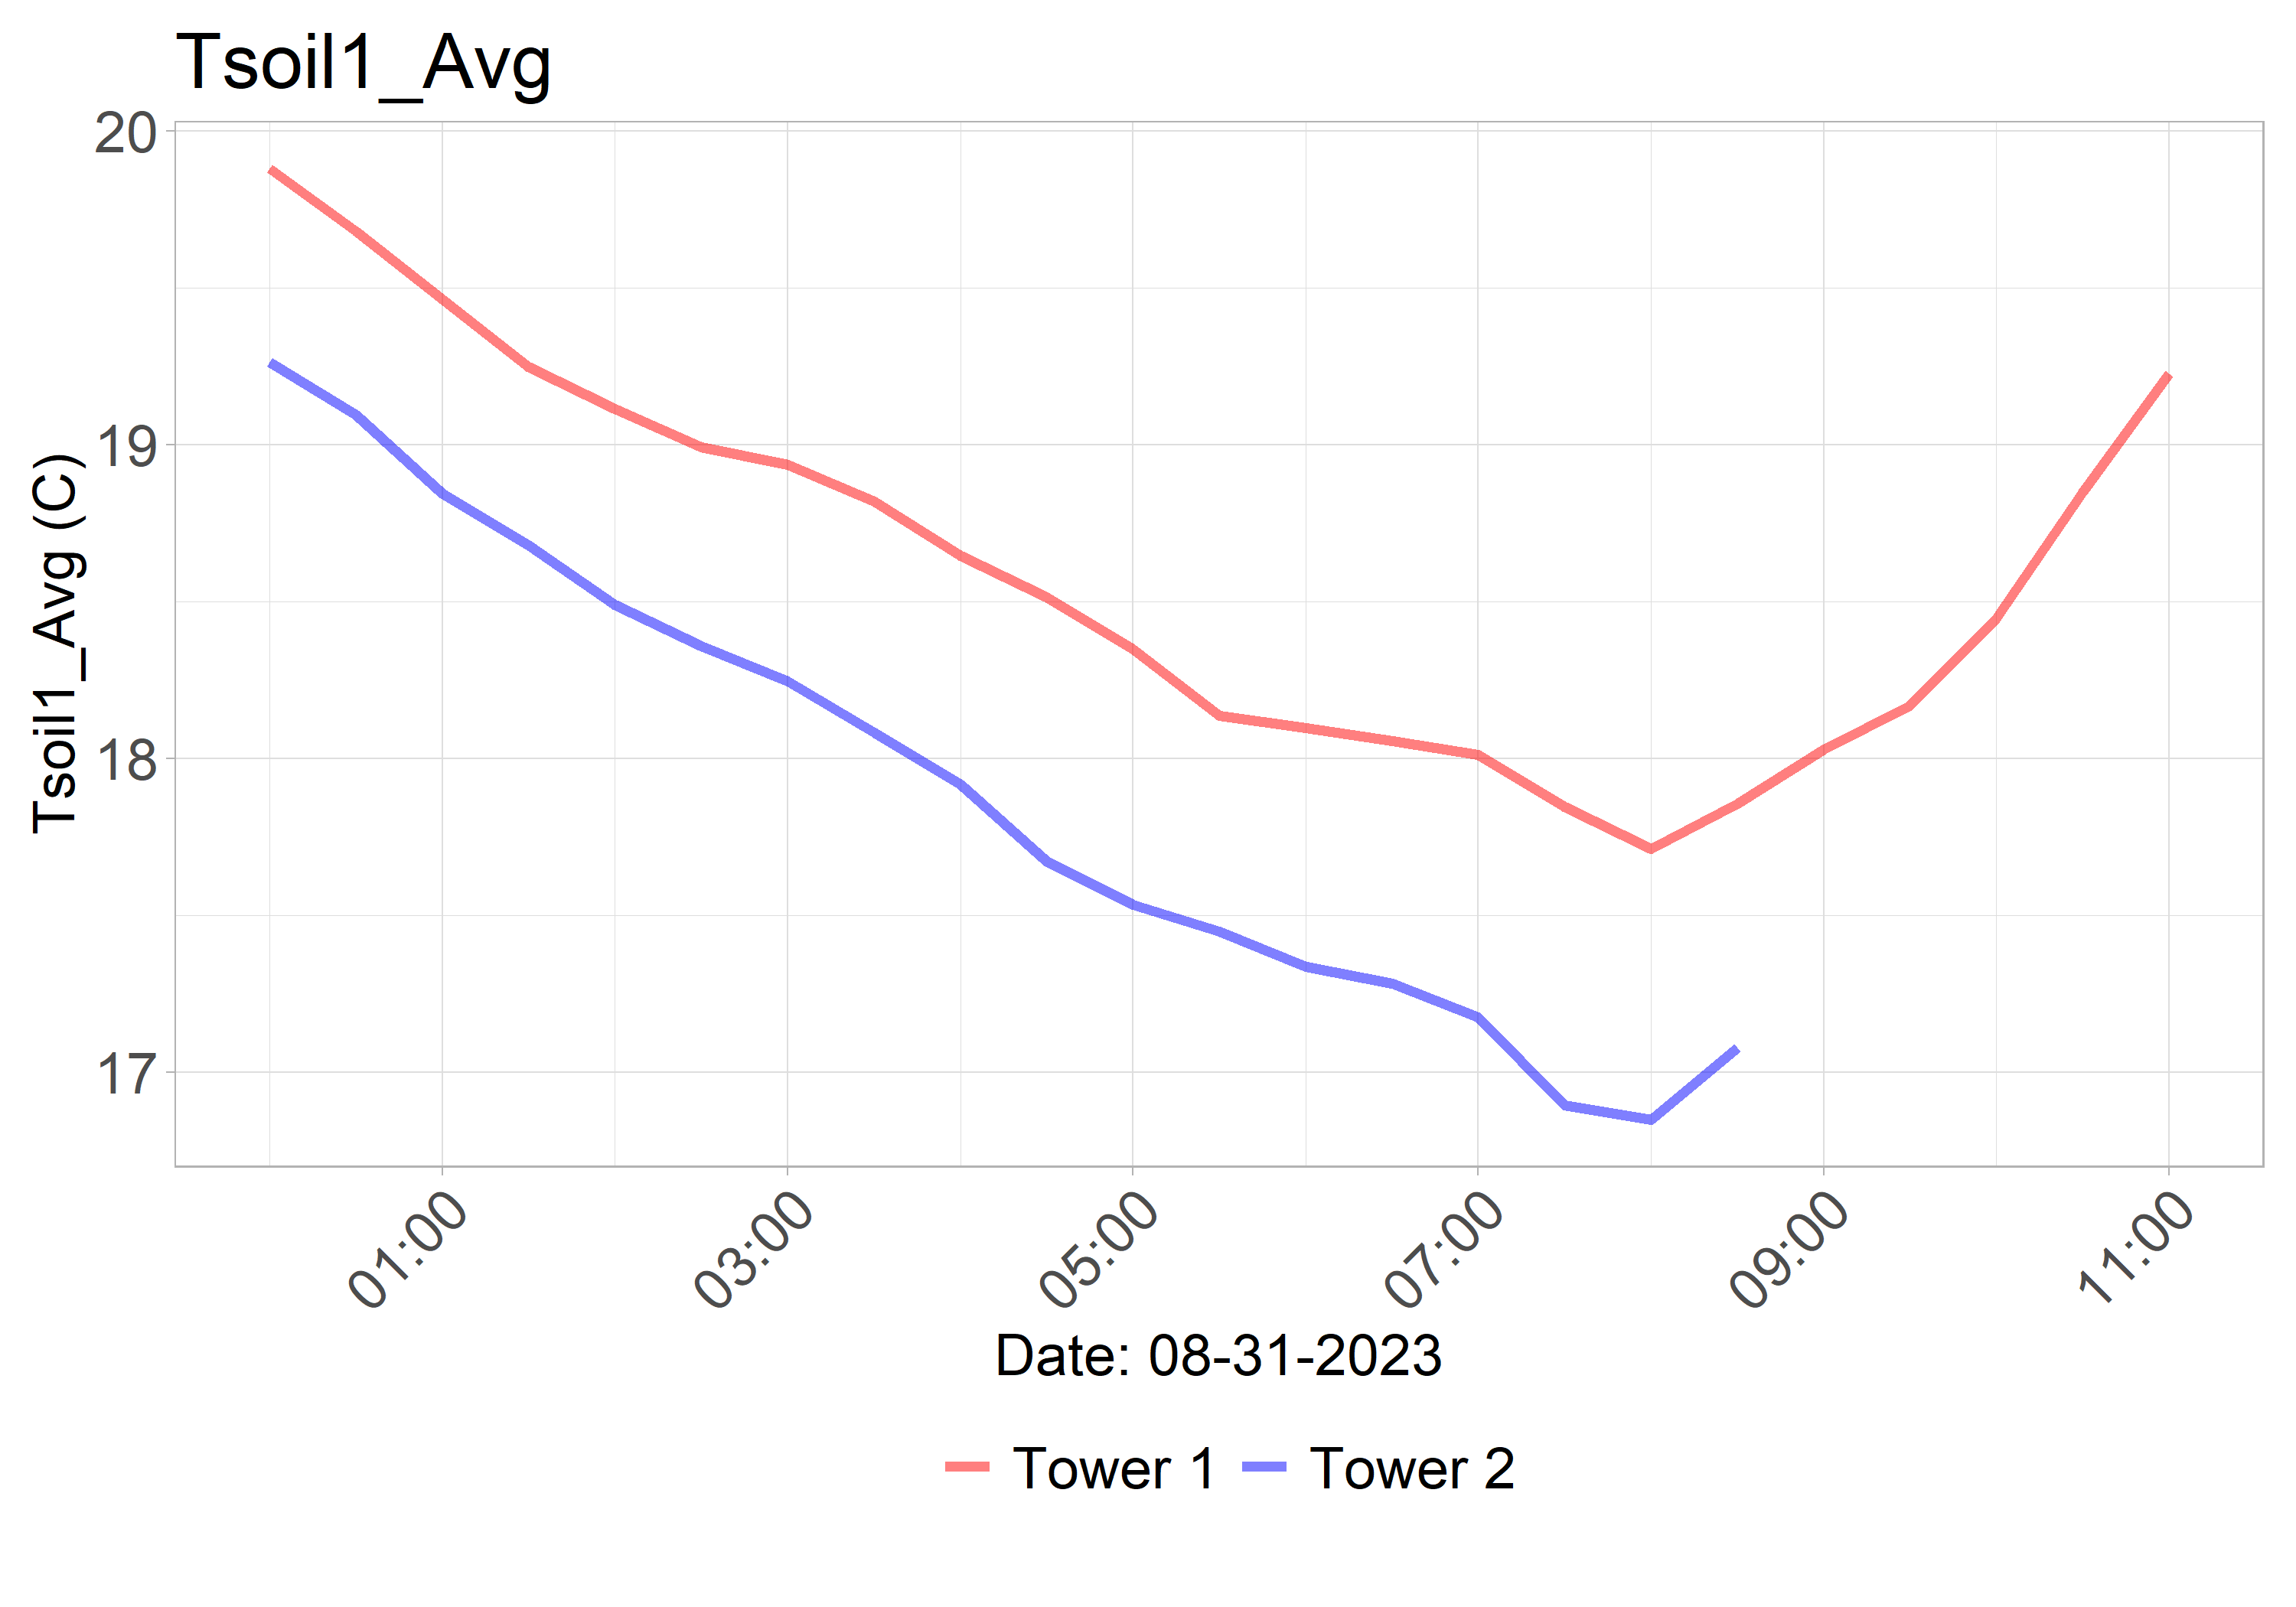 Tsoil1_Avg
Tsoil1_Avg (C)
20
19
18
17
01:00 03:00 05:00 07:00 09:00 11:00
Date: 08-31-2023
Tower 1 Tower 2